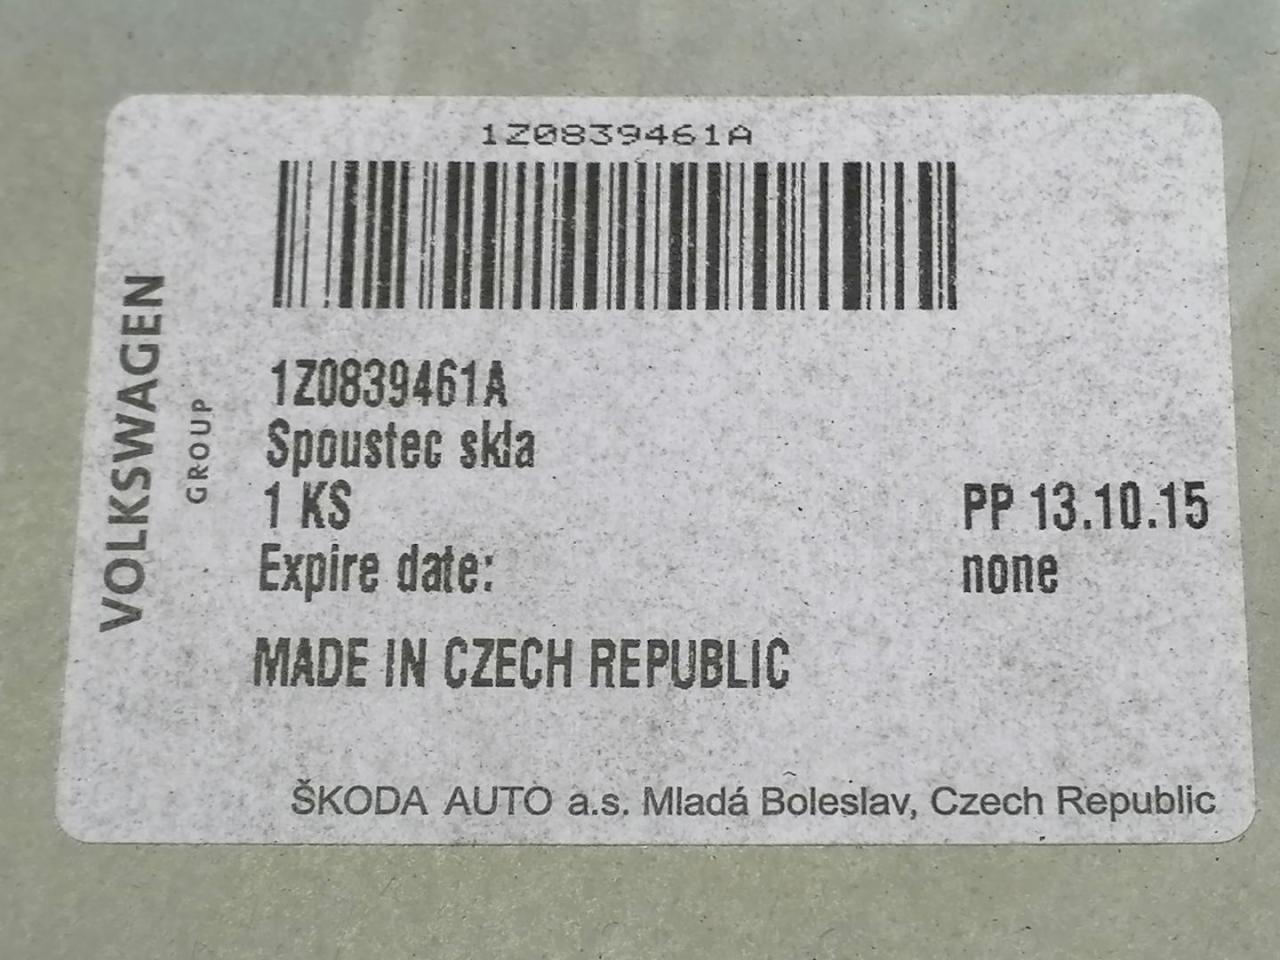 1Z0839461A
VOLKSWAGEN
GROUP
1Z0839461A
Spoustec skla
1 KS PP 13.10.15
Expire date: none
MADE IN CZECH REPUBLIC
ŠKODA AUTO a.s. Mladá Boleslav, Czech Republic